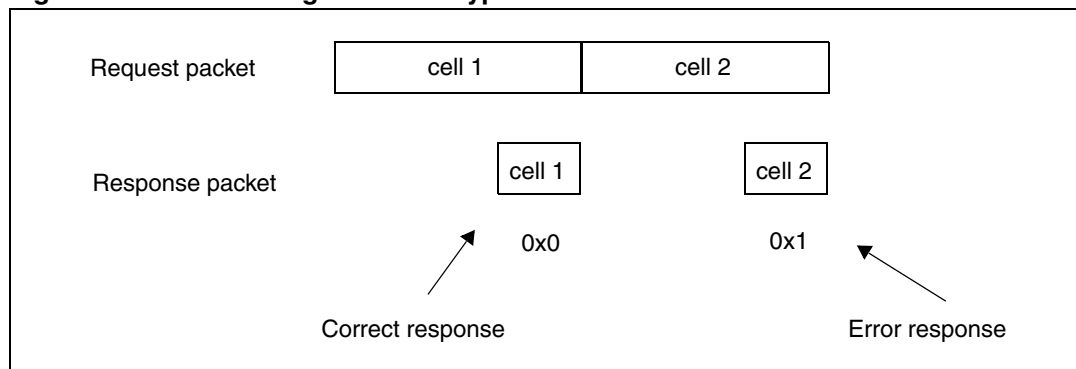 Request packet
cell 1
cell 2
Response packet
cell 1
cell 2
0x0
0x1
Correct response
Error response